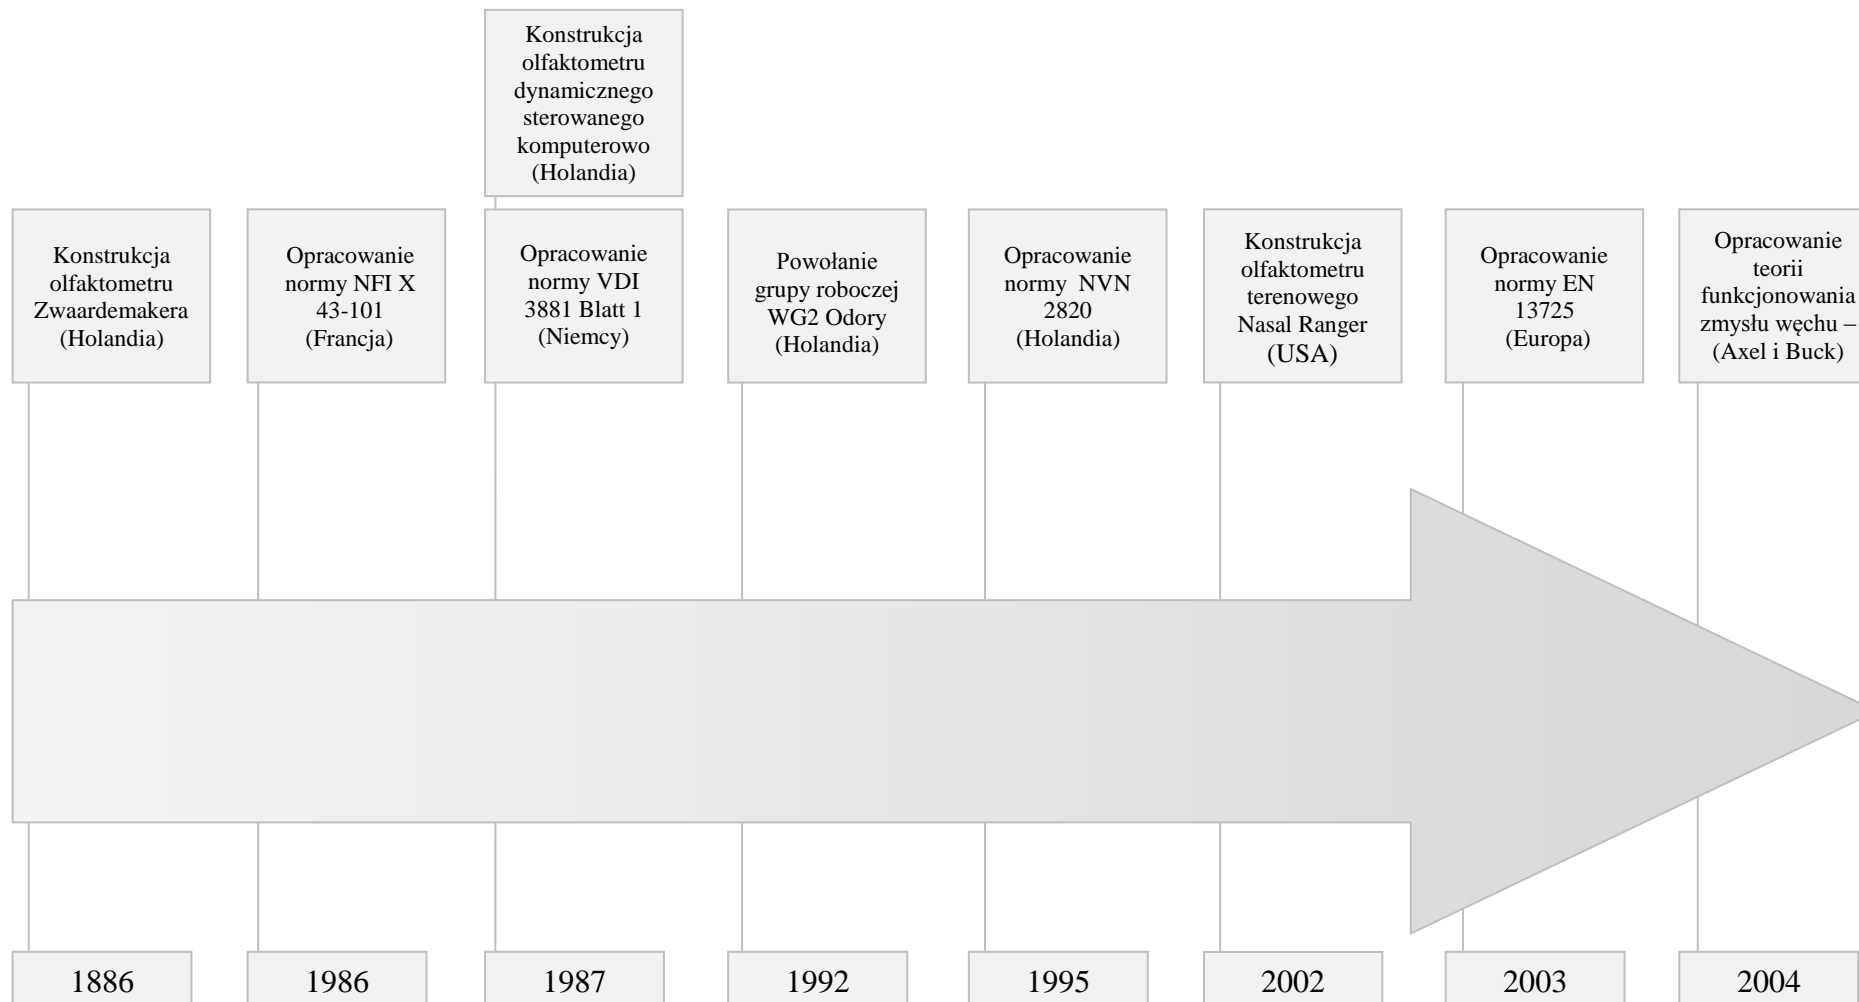 Konstrukcja
olfaktometru
dynamicznego
sterowanego
komputerowo
(Holandia)
Konstrukcja
olfaktometru
Zwaardemakera
(Holandia)
Opracowanie
normy NFI X
43-101
(Francja)
Opracowanie
normy VDI
3881 Blatt 1
(Niemcy)
Powołanie
grupy roboczej
WG2 Odory
(Holandia)
Opracowanie
normy NVN
2820
(Holandia)
Konstrukcja
olfaktometru
terenowego
Nasal Ranger
(USA)
Opracowanie
normy EN
13725
(Europa)
Opracowanie
teorii
funkcjonowania
zmysłu węchu –
(Axel i Buck)
1886
1986
1987
1992
1995
2002
2003
2004